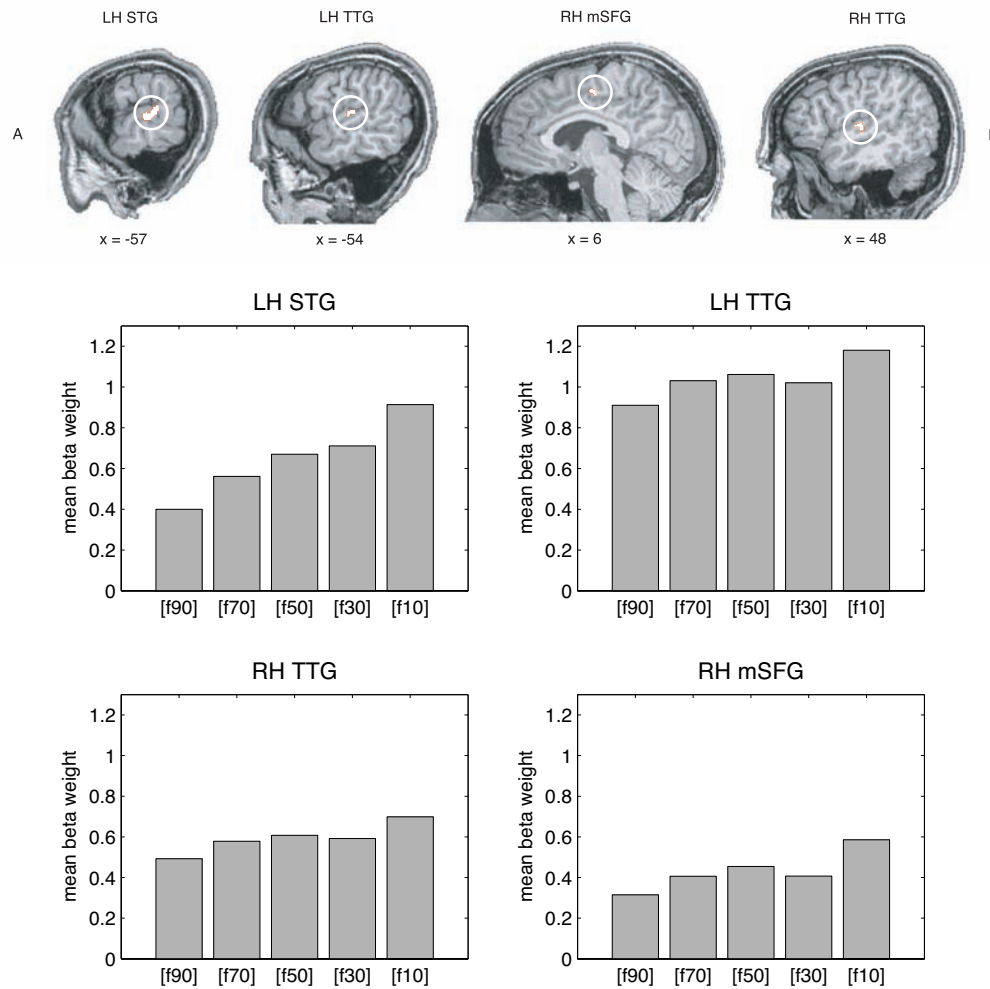 LH STG LH TTG RH mSFG RH TTG
A
x = -57 x = -54 x = 6 x = 48
LH STG
mean beta weight
1.2
1
0.8
0.6
0.4
0.2
0
[f90] [f70] [f50] [f30] [f10]
LH TTG
mean beta weight
1.2
1
0.8
0.6
0.4
0.2
0
[f90] [f70] [f50] [f30] [f10]
RH TTG
mean beta weight
1.2
1
0.8
0.6
0.4
0.2
0
[f90] [f70] [f50] [f30] [f10]
RH mSFG
mean beta weight
1.2
1
0.8
0.6
0.4
0.2
0
[f90] [f70] [f50] [f30] [f10]